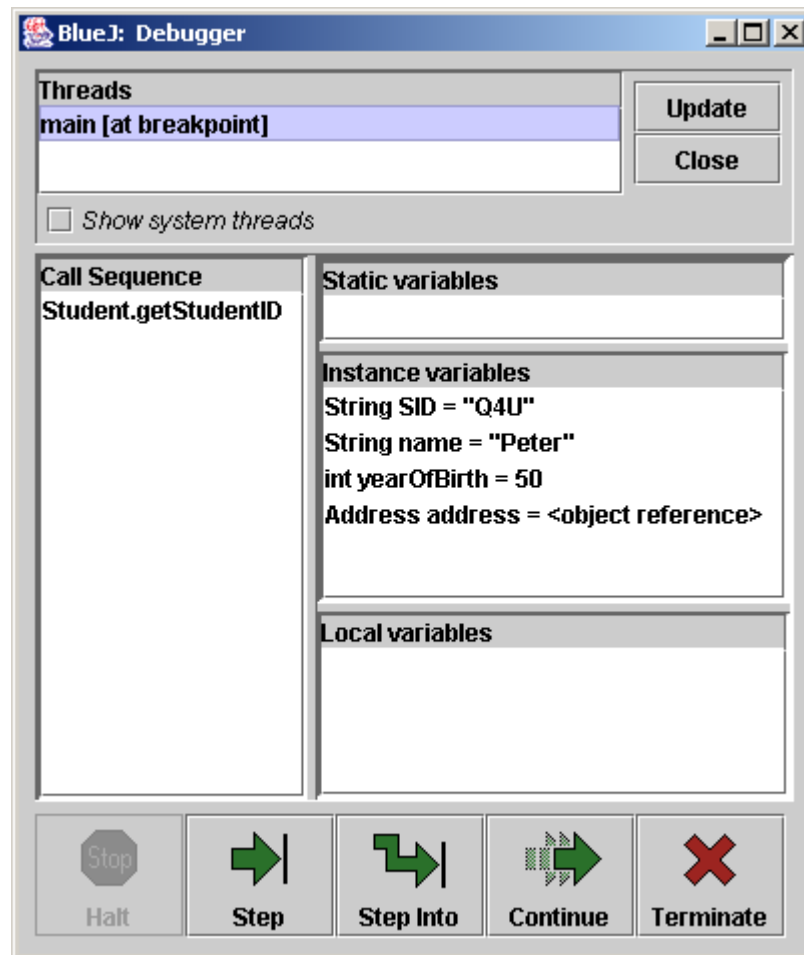 BlueJ: Debugger
Threads
main [at breakpoint]
Update
Close
Show system threads
Call Sequence
Student.getStudentID
Static variables
Instance variables
String SID = "Q4U"
String name = "Peter"
int yearOfBirth = 50
Address address = <object reference>
Local variables
Stop
Halt
Step
Step Into
Continue
Terminate